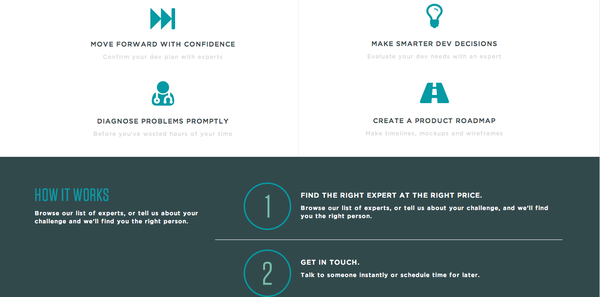 MOVE FORWARD WITH CONFIDENCE
Confirm your dev plan with experts
MAKE SMARTER DEV DECISIONS
Evaluate your dev needs with an expert
DIAGNOSE PROBLEMS PROMPTLY
Before you've wasted hours of your time
CREATE A PRODUCT ROADMAP
Make timelines, mockups and wireframes
HOW IT WORKS
Browse our list of experts, or tell us about your
challenge and we'll find you the right person.
1
FIND THE RIGHT EXPERT AT THE RIGHT PRICE.
Browse our list of experts, or tell us about your challenge, and we'll find
you the right person.
2
GET IN TOUCH.
Talk to someone instantly or schedule time for later.